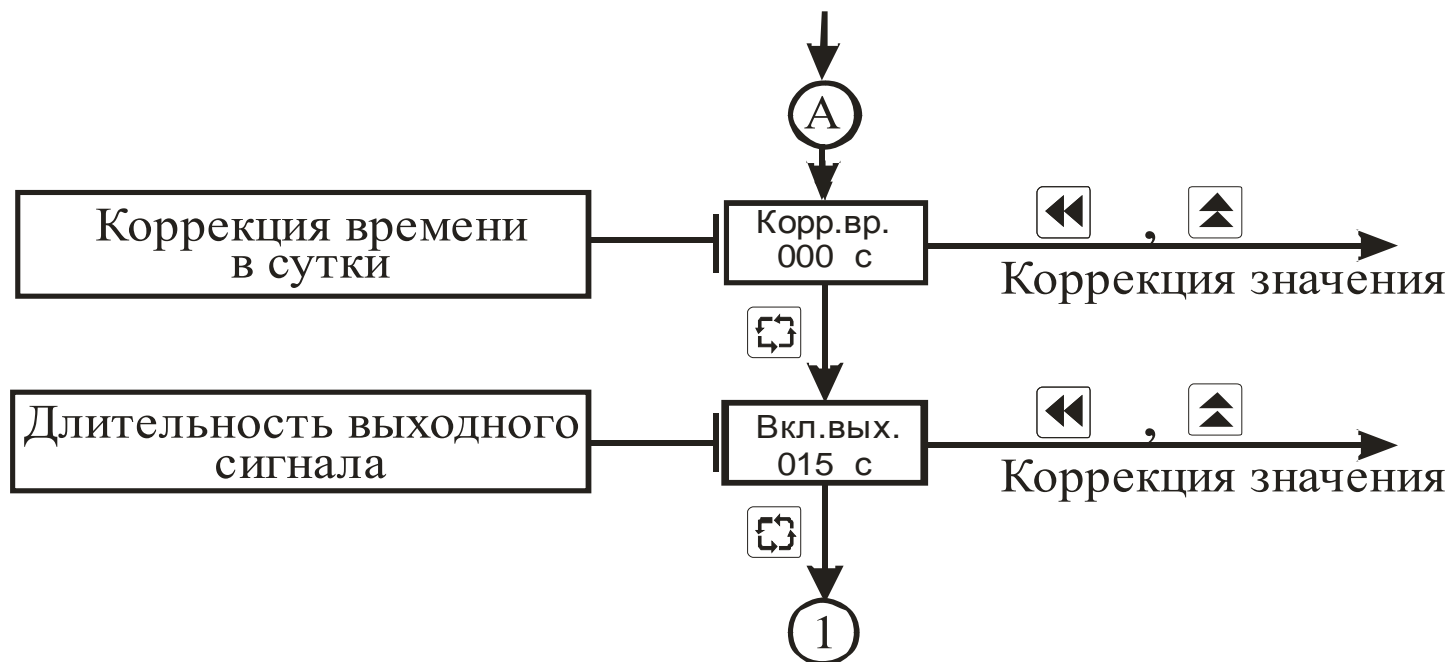 А
Коррекция времени
в сутки
Корр.вр.
000 с
,
Коррекция значения
Длительность выходного
сигнала
Вкл.вых.
015 с
,
Коррекция значения
1